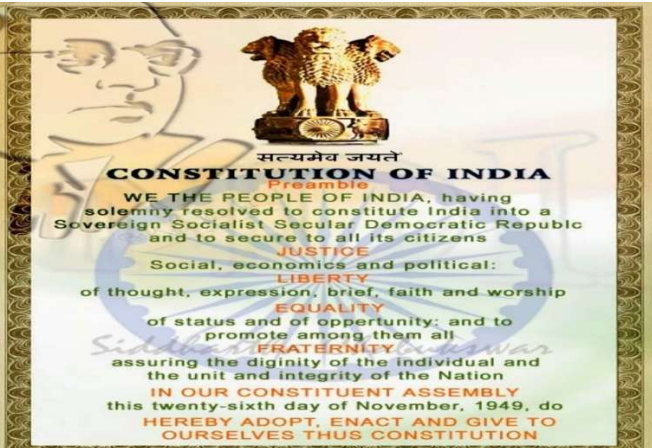 सत्यमेव जयते
CONSTITUTION OF INDIA
Preamble
WE THE PEOPLE OF INDIA, having
solemny resolved to constitute India into a
Sovereign Socialist Secular Democratic Republc
and to secure to all its citizens
JUSTICE
Social, economics and political:
LIBERTY
of thought, expression, brief, faith and worship
EQUALITY
of status and of oppertunity: and to
promote among them all
FRATERNITY
assuring the diginity of the individual and
the unit and integrity of the Nation
IN OUR CONSTITUENT ASSEMBLY
this twenty-sixth day of November, 1949, do
HEREBY ADOPT, ENACT AND GIVE TO
OURSELVES THUS CONSTITUTION